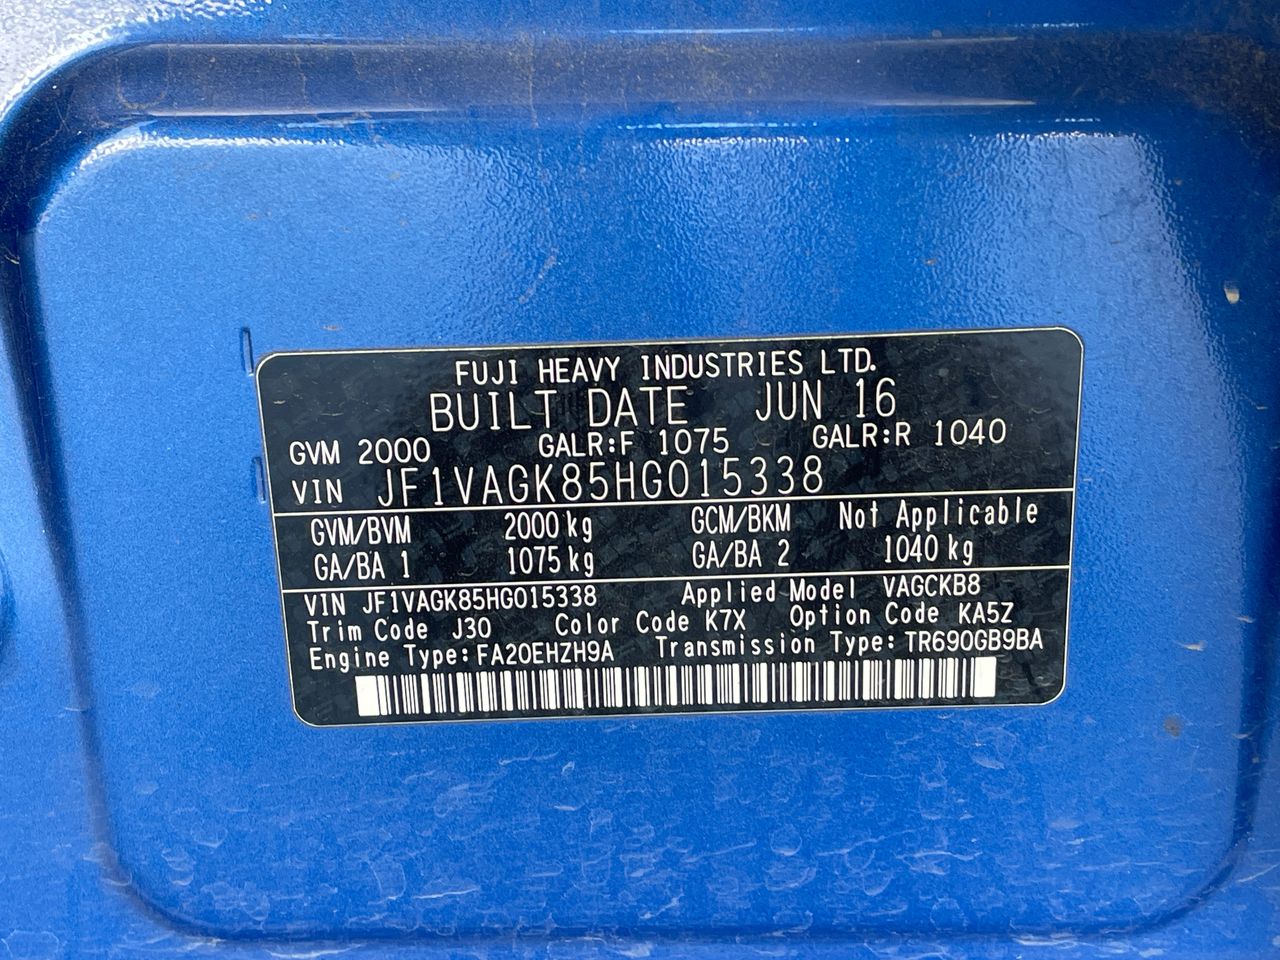 FUJI HEAVY INDUSTRIES LTD.
BUILT DATE JUN 16
GVM 2000 GALR:F 1075 GALR:R 1040
VIN JF1VAGK85HG015338
GVM/BVM 2000 kg GCM/BKM Not Applicable
GA/BA 1 1075 kg GA/BA 2 1040 kg
VIN JF1VAGK85HG015338 Applied Model VAGCKB8
Trim Code J30 Color Code K7X Option Code KA5Z
Engine Type: FA20EHZH9A Transmission Type: TR690GB9BA